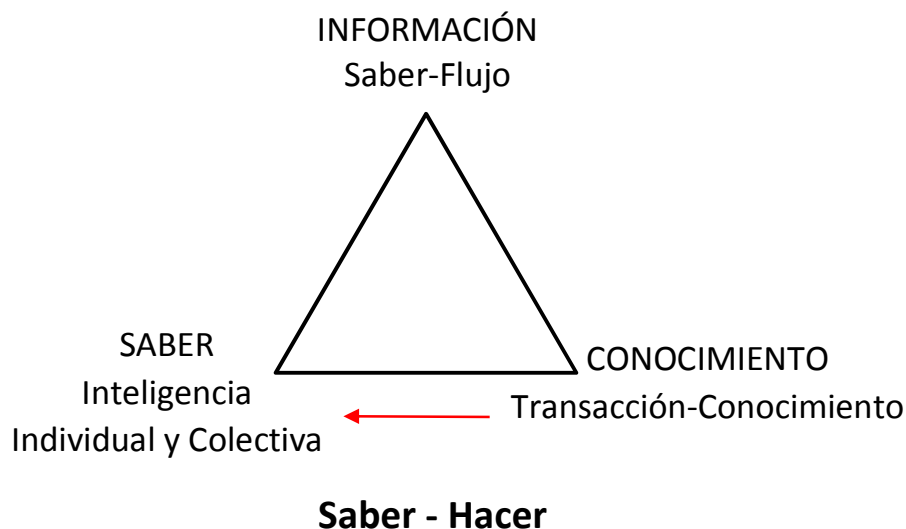 INFORMACIÓN
Saber-Flujo
SABER
Inteligencia
Individual y Colectiva
CONOCIMIENTO
Transacción-Conocimiento
Saber - Hacer